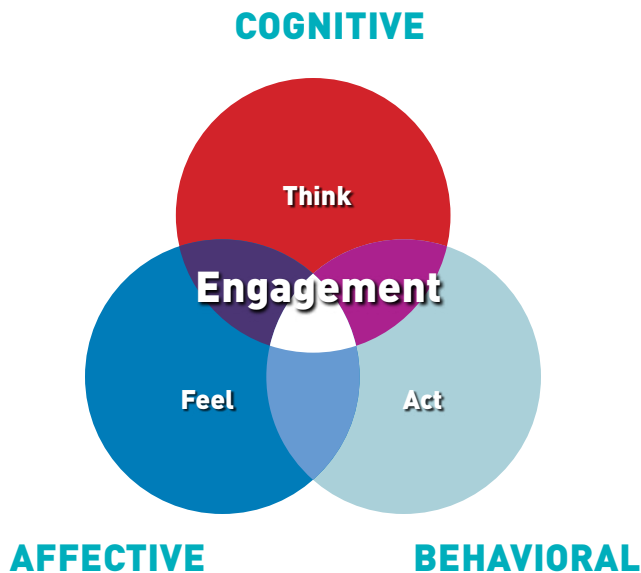 COGNITIVE
Think
Engagement
Feel
Act
AFFECTIVE
BEHAVIORAL